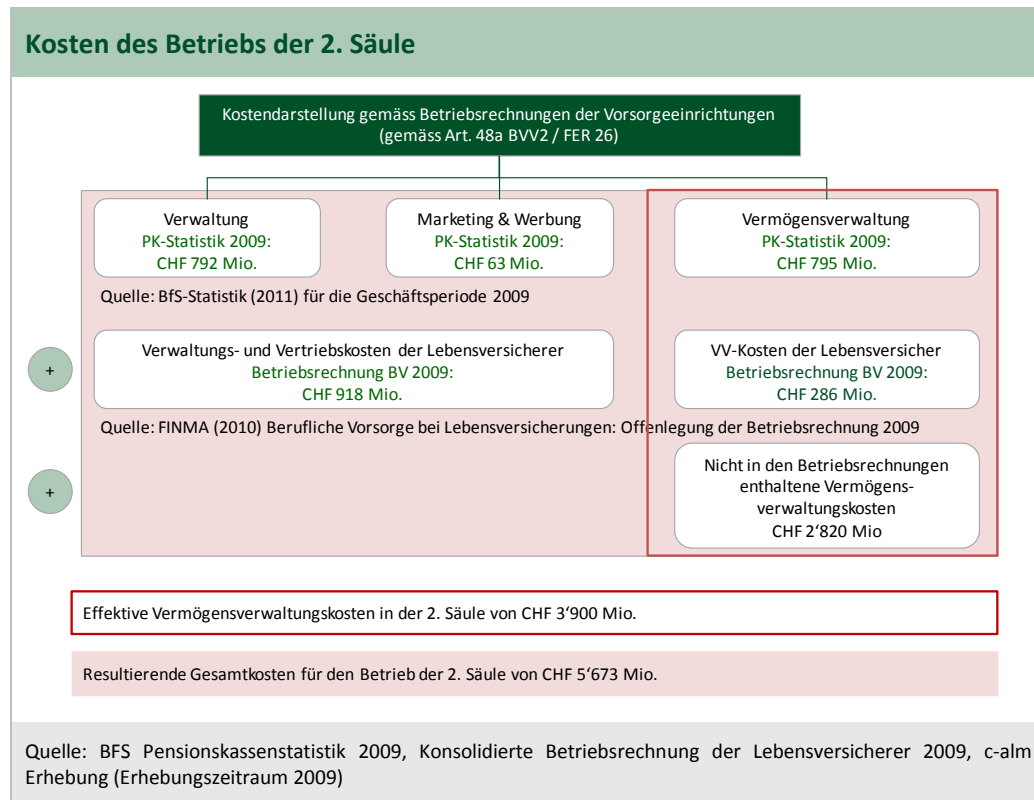 Kosten des Betriebs der 2. Säule
Kostendarstellung gemäss Betriebsrechnungen der Vorsorgeeinrichtungen
(gemäss Art. 48a BVV2 / FER 26)
Verwaltung
PK-Statistik 2009:
CHF 792 Mio.
Marketing & Werbung
PK-Statistik 2009:
CHF 63 Mio.
Vermögensverwaltung
PK-Statistik 2009:
CHF 795 Mio.
Quelle: BfS-Statistik (2011) für die Geschäftsperiode 2009
+
Verwaltungs- und Vertriebskosten der Lebensversicherer
Betriebsrechnung BV 2009:
CHF 918 Mio.
VV-Kosten der Lebensversicher
Betriebsrechnung BV 2009:
CHF 286 Mio.
Quelle: FINMA (2010) Berufliche Vorsorge bei Lebensversicherungen: Offenlegung der Betriebsrechnung 2009
+
Nicht in den Betriebsrechnungen
enthaltene Vermögens-
verwaltungskosten
CHF 2‘820 Mio
Effektive Vermögensverwaltungskosten in der 2. Säule von CHF 3‘900 Mio.
Resultierende Gesamtkosten für den Betrieb der 2. Säule von CHF 5‘673 Mio.
Quelle: BFS Pensionskassenstatistik 2009, Konsolidierte Betriebsrechnung der Lebensversicherer 2009, c-alm
Erhebung (Erhebungszeitraum 2009)